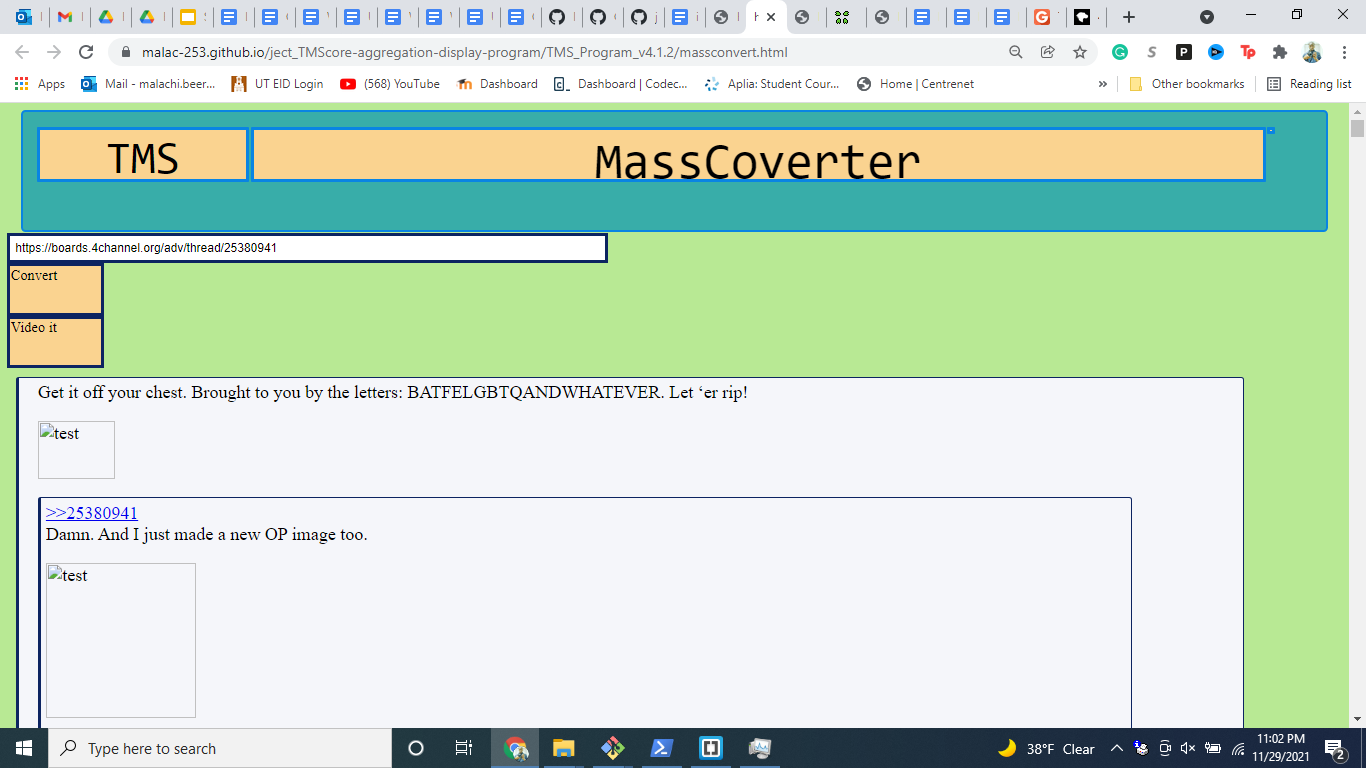 malac-253.github.io/ject_TMScore-aggregation-display-program/TMS_Program_v4.1.2/massconvert.html
Apps Mail - malachi.beer... UT EID Login (568) YouTube Dashboard Dashboard | Codec... Aplia: Student Cour... Home | Centrenet » Other bookmarks Reading list
TMS MassCoverter
https://boards.4channel.org/adv/thread/25380941
Convert
Video it
Get it off your chest. Brought to you by the letters: BATFELGBTQANDWHATEVER. Let ‘er rip!
test
>>25380941
Damn. And I just made a new OP image too.
test
Type here to search
38°F Clear
11:02 PM
11/29/2021
2